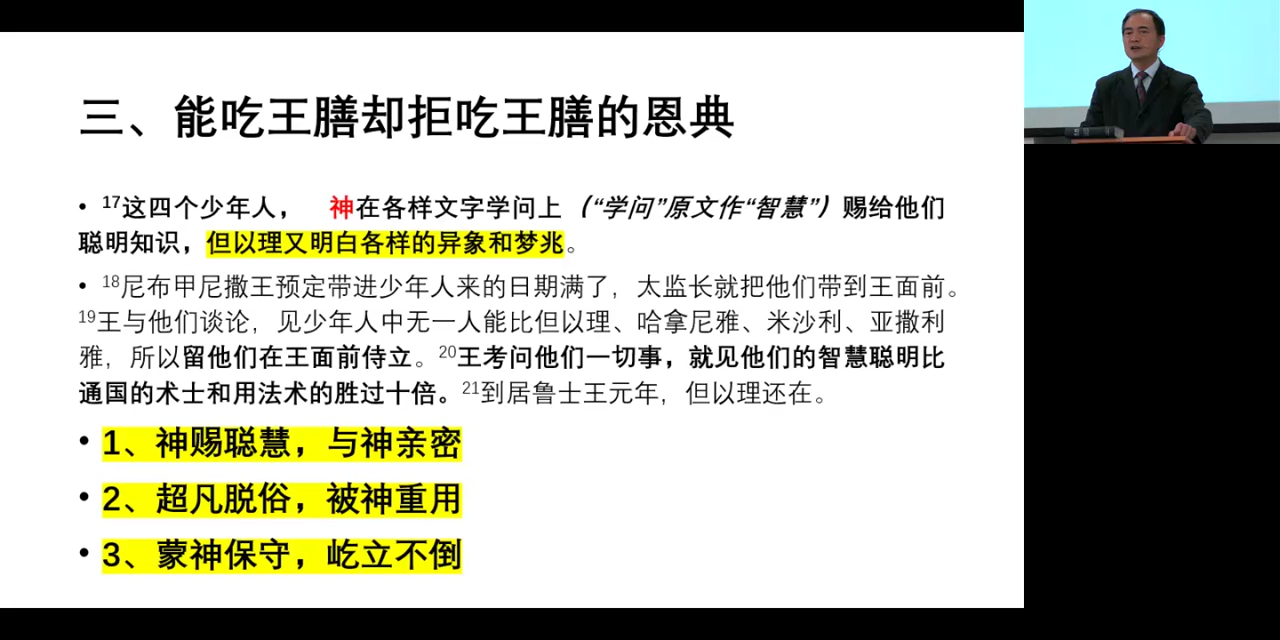 三、能吃王膳却拒吃王膳的恩典
• 17这四个少年人， 神在各样文字学问上（“学问”原文作“智慧”）赐给他们
聪明知识，但以理又明白各样的异象和梦兆。
• 18尼布甲尼撒王预定带进少年人来的日期满了，太监长就把他们带到王面前。
19王与他们谈论，见少年人中无一人能比但以理、哈拿尼雅、米沙利、亚撒利
雅，所以留他们在王面前侍立。20王考问他们一切事，就见他们的智慧聪明比
通国的术士和用法术的胜过十倍。21到居鲁士王元年，但以理还在。
• 1、神赐聪慧，与神亲密
• 2、超凡脱俗，被神重用
• 3、蒙神保守，屹立不倒